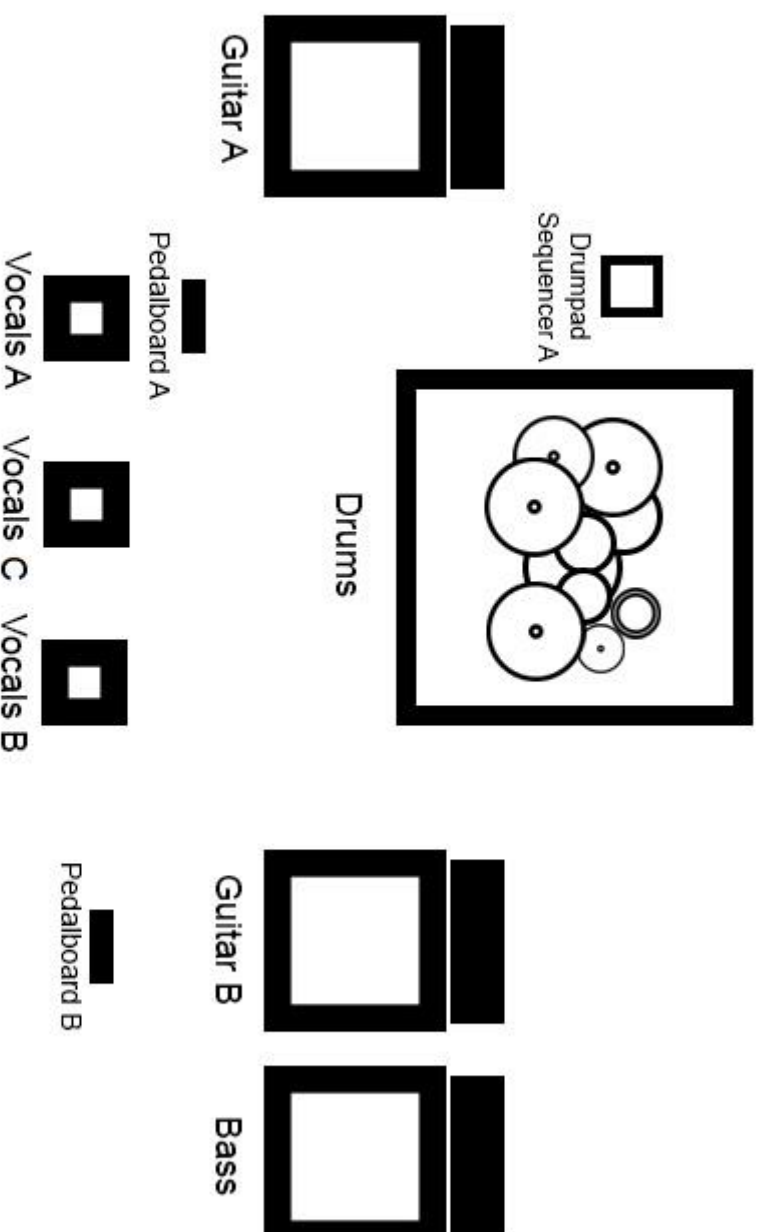 Drumpad
Sequencer A
Drums
Guitar A
Guitar B
Bass
Pedalboard A
Pedalboard B
Vocals A
Vocals C
Vocals B